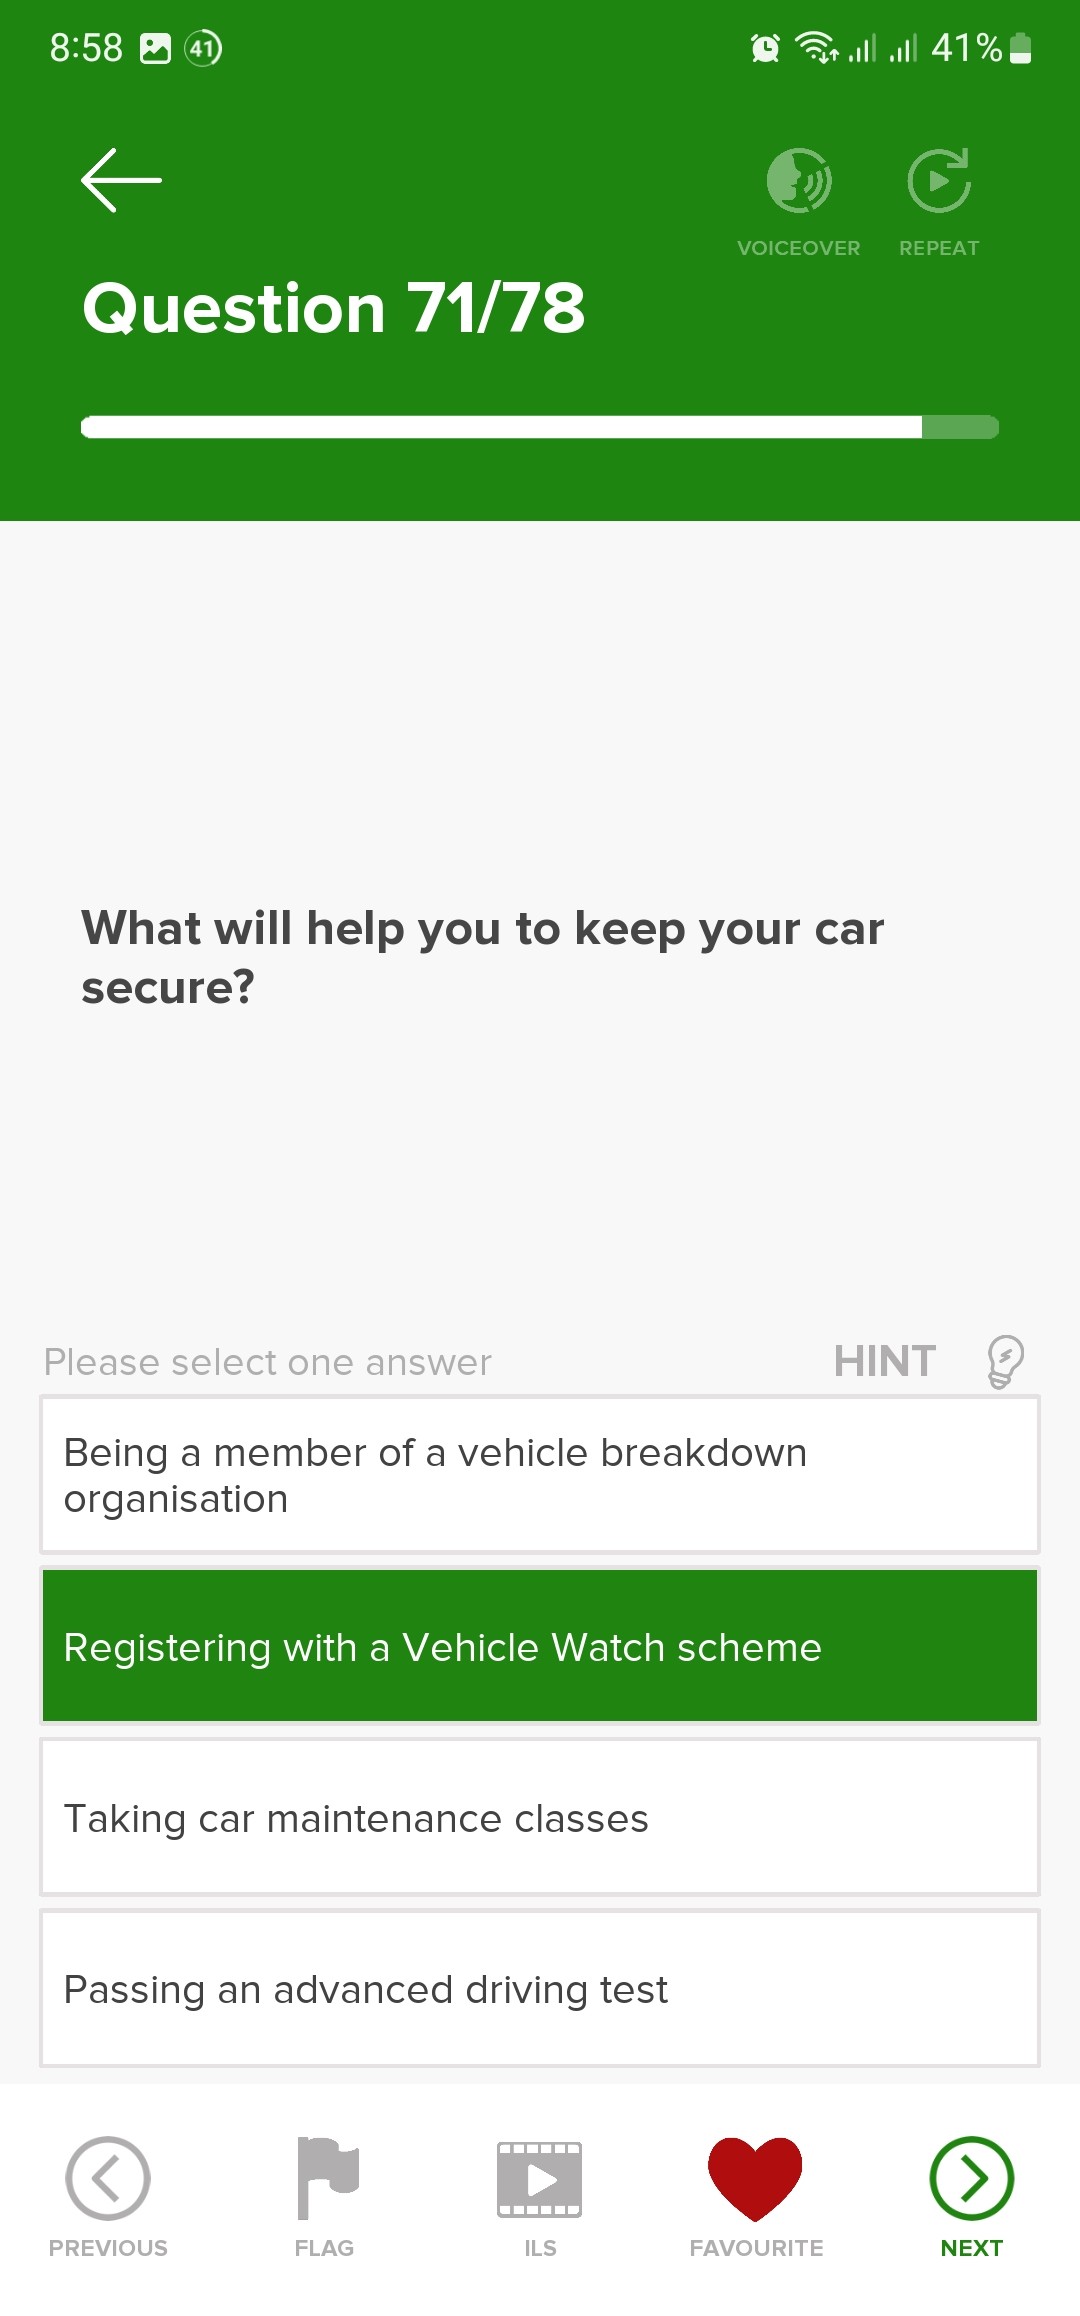 8:58 41 41%
VOICEOVER REPEAT
Question 71/78
What will help you to keep your car
secure?
Please select one answer HINT
Being a member of a vehicle breakdown
organisation
Registering with a Vehicle Watch scheme
Taking car maintenance classes
Passing an advanced driving test
PREVIOUS FLAG ILS FAVOURITE NEXT